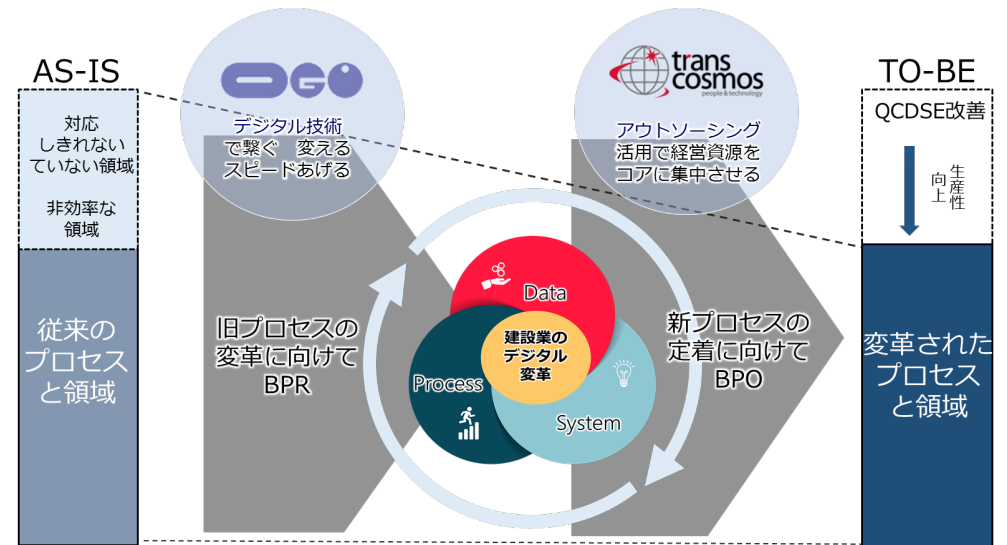 AS-IS
対応
しきれない
ていない領域
非効率な
領域
従来の
プロセス
と領域
OGO
デジタル技術
で繋ぐ　変える
スピードあげる
trans
cosmos
people & technology
アウトソーシング
活用で経営資源を
コアに集中させる
旧プロセスの
変革に向けて
BPR
Data
Process
System
建設業の
デジタル
変革
新プロセスの
定着に向けて
BPO
TO-BE
QCDSE改善
生産性
向上
変革された
プロセス
と領域